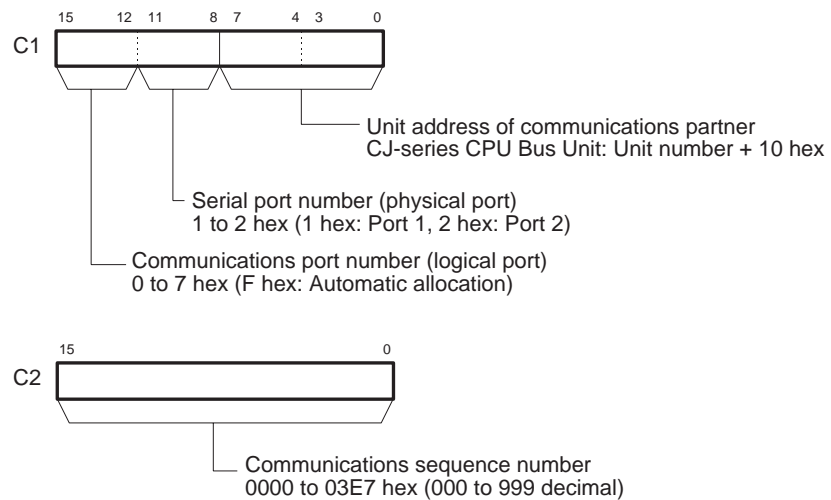 15 12 11 8 7 4 3 0
C1
Unit address of communications partner
CJ-series CPU Bus Unit: Unit number + 10 hex
Serial port number (physical port)
1 to 2 hex (1 hex: Port 1, 2 hex: Port 2)
Communications port number (logical port)
0 to 7 hex (F hex: Automatic allocation)
15 0
C2
Communications sequence number
0000 to 03E7 hex (000 to 999 decimal)